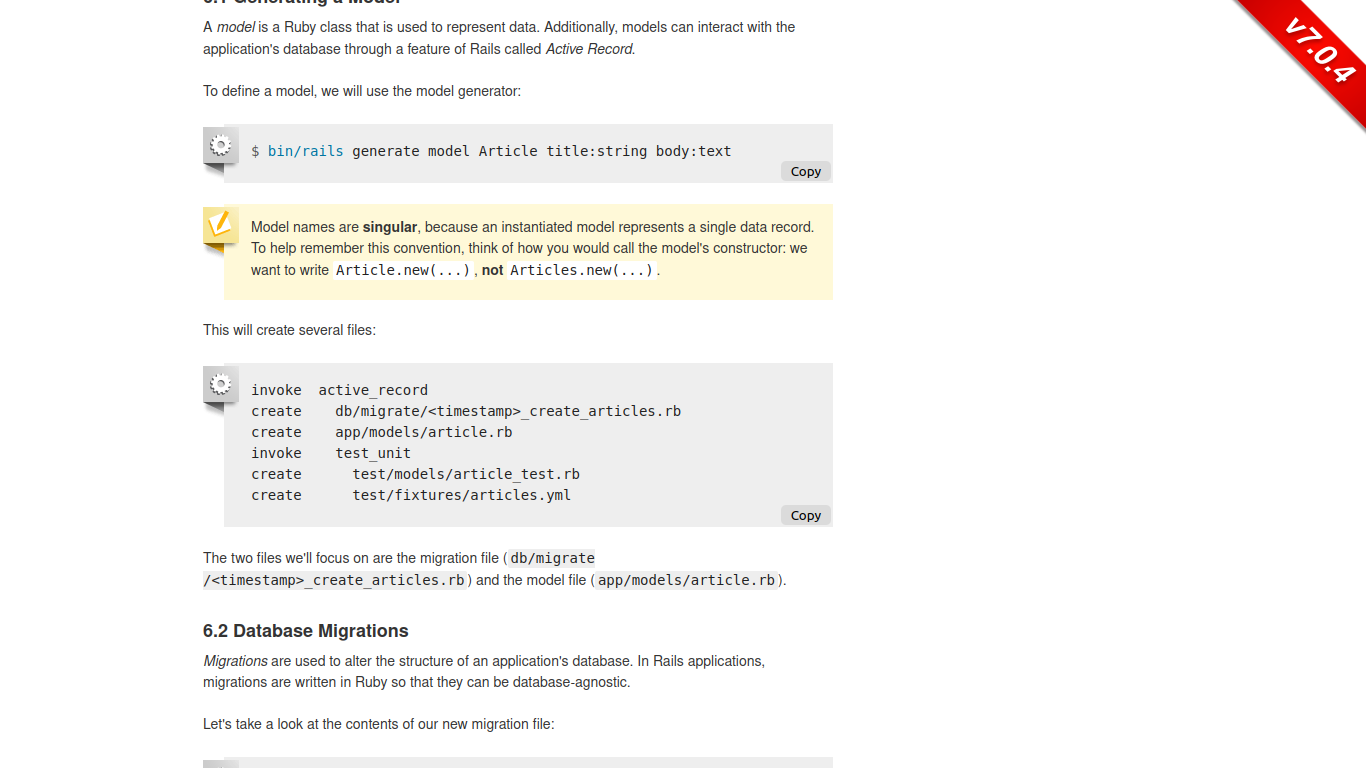 6.1 Generating a Model
v7.0.4
A model is a Ruby class that is used to represent data. Additionally, models can interact with the
application's database through a feature of Rails called Active Record.
To define a model, we will use the model generator:
$ bin/rails generate model Article title:string body:text
Copy
Model names are singular, because an instantiated model represents a single data record.
To help remember this convention, think of how you would call the model's constructor: we
want to write Article.new(...), not Articles.new(...).
This will create several files:
invoke  active_record
create    db/migrate/<timestamp>_create_articles.rb
create    app/models/article.rb
invoke    test_unit
create      test/models/article_test.rb
create      test/fixtures/articles.yml
Copy
The two files we'll focus on are the migration file (db/migrate
/<timestamp>_create_articles.rb) and the model file (app/models/article.rb).
6.2 Database Migrations
Migrations are used to alter the structure of an application's database. In Rails applications,
migrations are written in Ruby so that they can be database-agnostic.
Let's take a look at the contents of our new migration file: